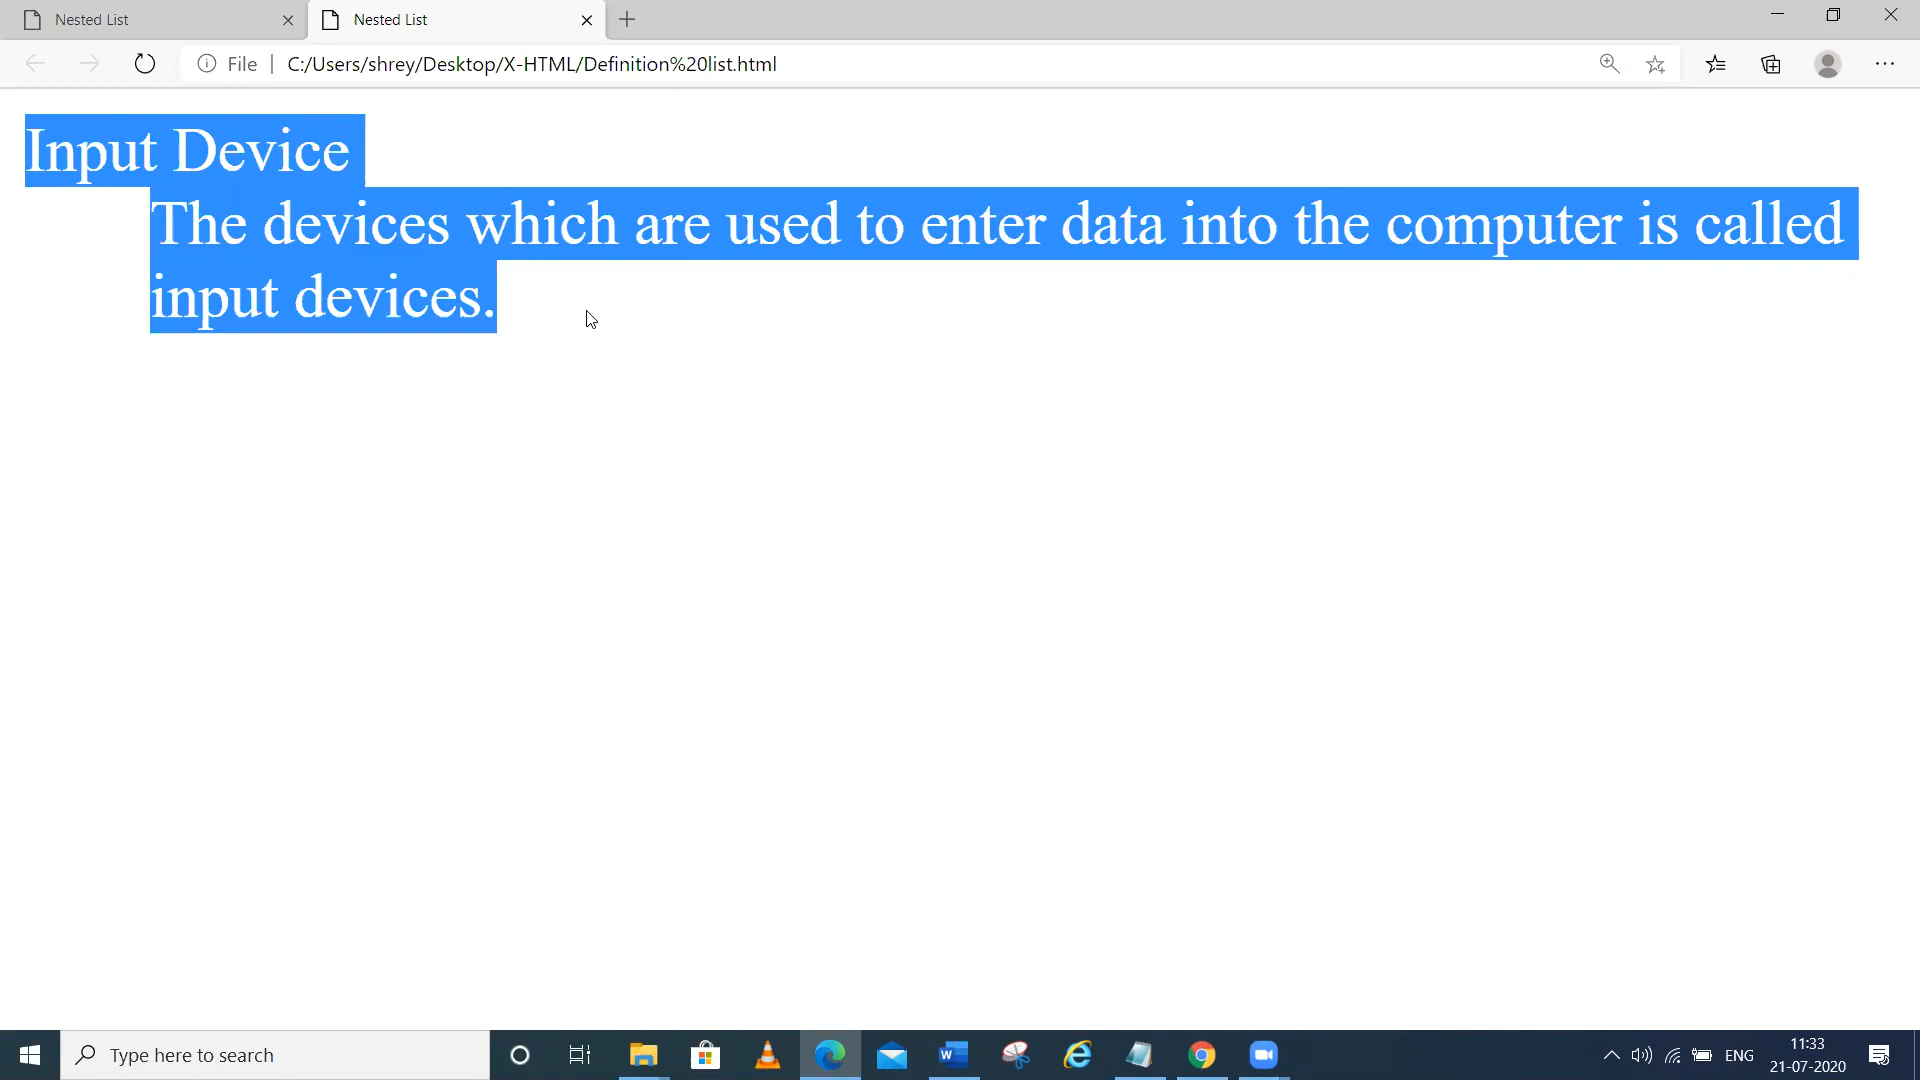 Nested List
Nested List
File
C:/Users/shrey/Desktop/X-HTML/Definition%20list.html
Input Device
The devices which are used to enter data into the computer is called
input devices.
Type here to search
ENG
11:33
21-07-2020